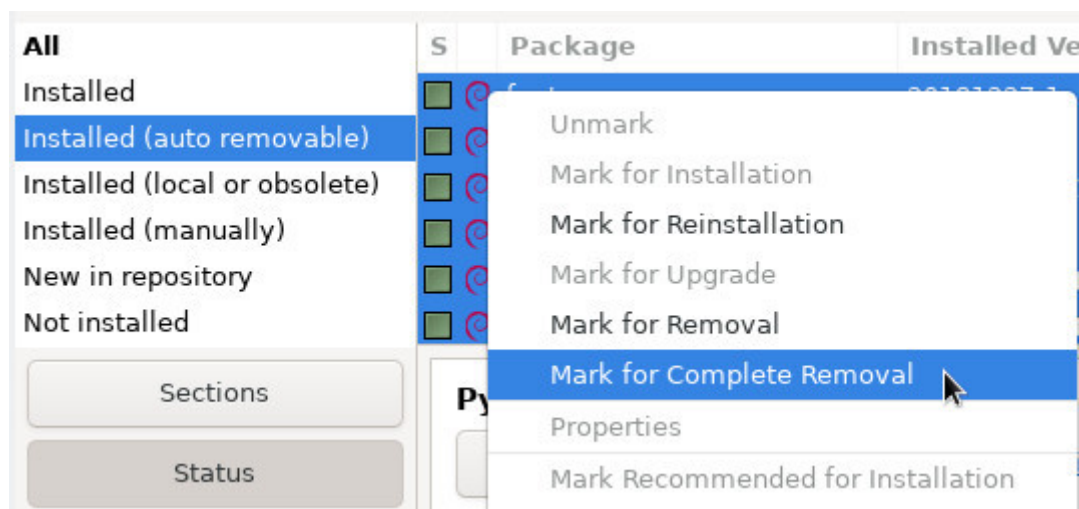 All
Installed
Installed (auto removable)
Installed (local or obsolete)
Installed (manually)
New in repository
Not installed
Sections
Status
S Package Installed Ve
Unmark
Mark for Installation
Mark for Reinstallation
Mark for Upgrade
Mark for Removal
Mark for Complete Removal
Properties
Mark Recommended for Installation
Py